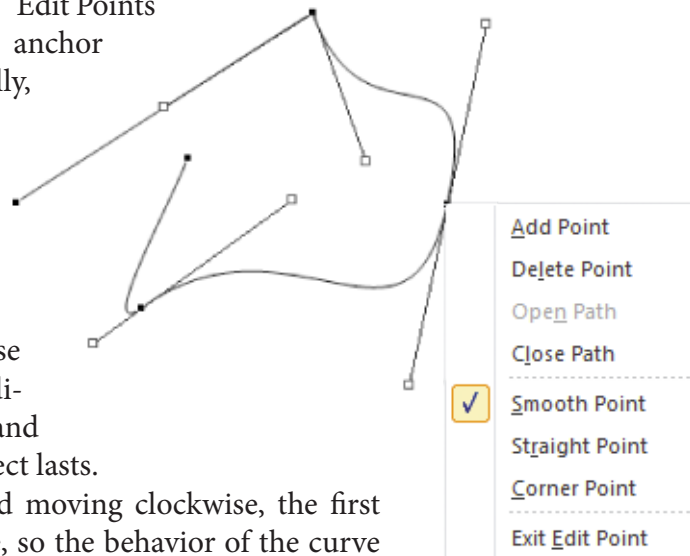 Edit Points
anchor
lly,
se
di-
and
ect lasts.
d moving clockwise, the first
, so the behavior of the curve
Add Point
Delete Point
Open Path
Close Path
Smooth Point
Straight Point
Corner Point
Exit Edit Point